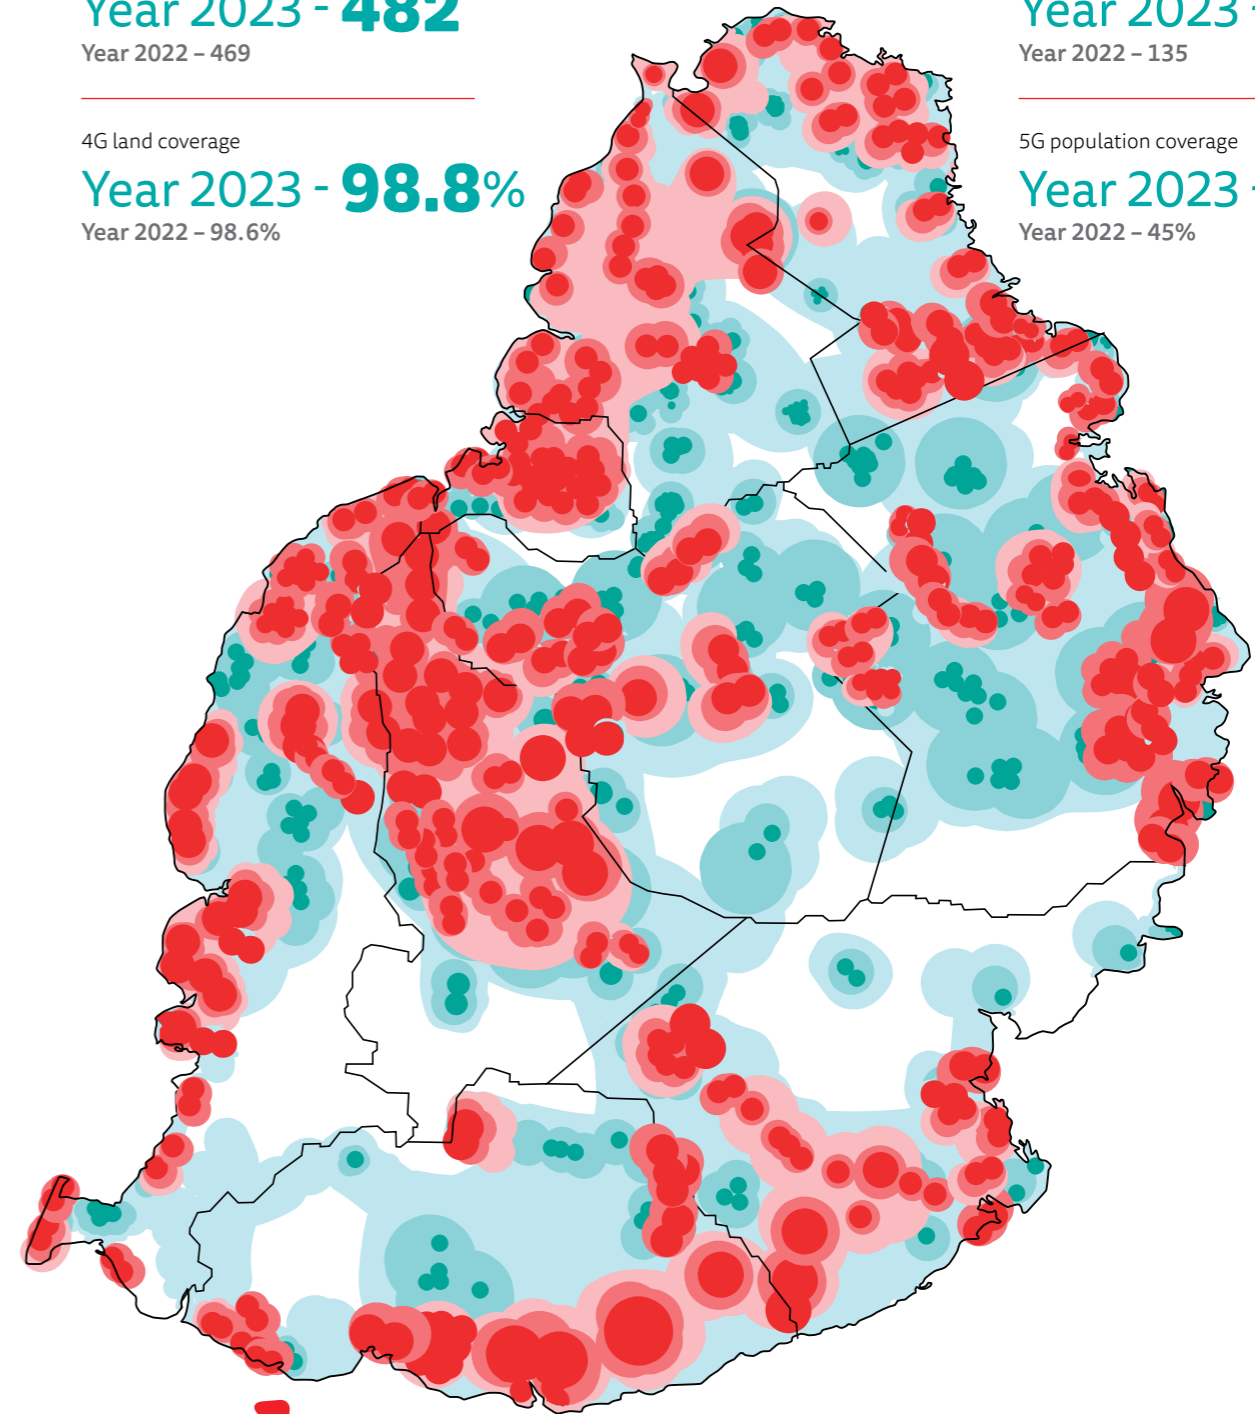 Year 2023 - 482
Year 2022 – 469
4G land coverage
Year 2023 - 98.8%
Year 2022 – 98.6%
Year 2023 -
Year 2022 – 135
5G population coverage
Year 2023 -
Year 2022 – 45%